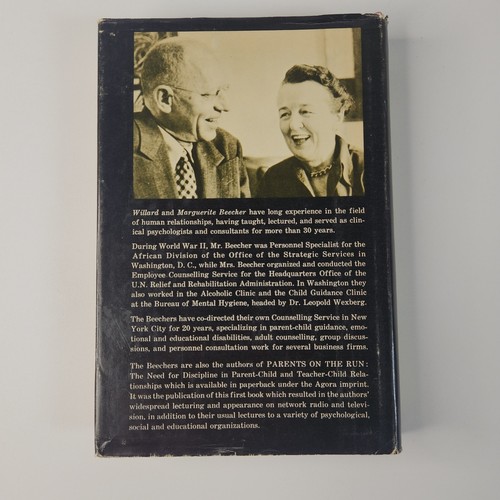 Willard and Marguerite Beecher have long experience in the field
of human relationships, having taught, lectured, and served as clin-
ical psychologists and consultants for more than 30 years.
During World War II, Mr. Beecher was Personnel Specialist for the
African Division of the Office of the Strategic Services in
Washington, D. C., while Mrs. Beecher organized and conducted the
Employee Counselling Service for the Headquarters Office of the
U.N. Relief and Rehabilitation Administration. In Washington they
also worked in the Alcoholic Clinic and the Child Guidance Clinic
at the Bureau of Mental Hygiene, headed by Dr. Leopold Wexberg.
The Beechers have co-directed their own Counselling Service in New
York City for 20 years, specializing in parent-child guidance, emo-
tional and educational disabilities, adult counselling, group discus-
sions, and personnel consultation work for several business firms.
The Beechers are also the authors of PARENTS ON THE RUN:
The Need for Discipline in Parent-Child and Teacher-Child Rela-
tionships which is available in paperback under the Agora imprint.
It was the publication of this first book which resulted in the authors'
widespread lecturing and appearance on network radio and televi-
sion, in addition to their usual lectures to a variety of psychological,
social and educational organizations.